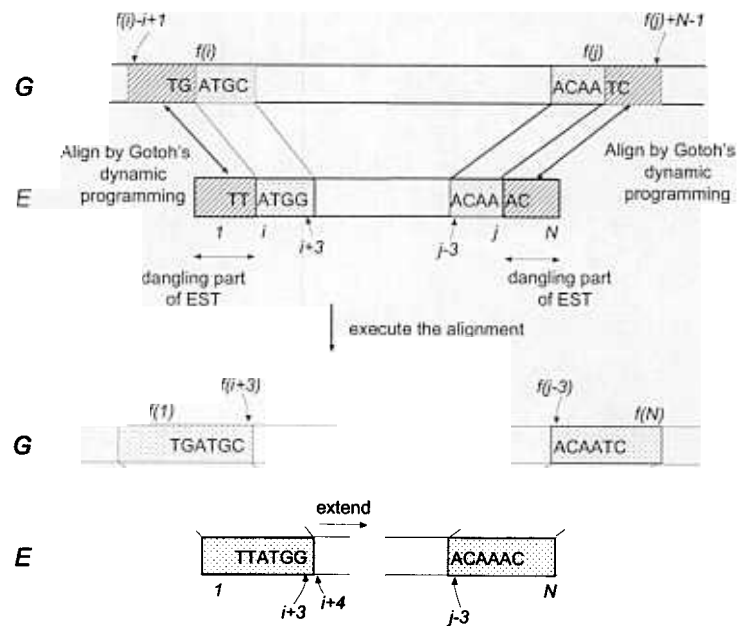 f(i)-i+1
f(j)+N-1
f(i)
f(j)
G
TG ATGC
ACAA TC
Align by Gotoh's
dynamic
programming
Align by Gotoh's
dynamic
programming
E
TT ATGG
ACAA AC
1
i
i+3
j-3
j
N
dangling part
of EST
dangling part
of EST
execute the alignment
f(i+3)
f(j-3)
f(1)
f(N)
G
TGATGC
ACAATC
extend
E
TTATGG
ACAAAC
1
i+3
i+4
j-3
N